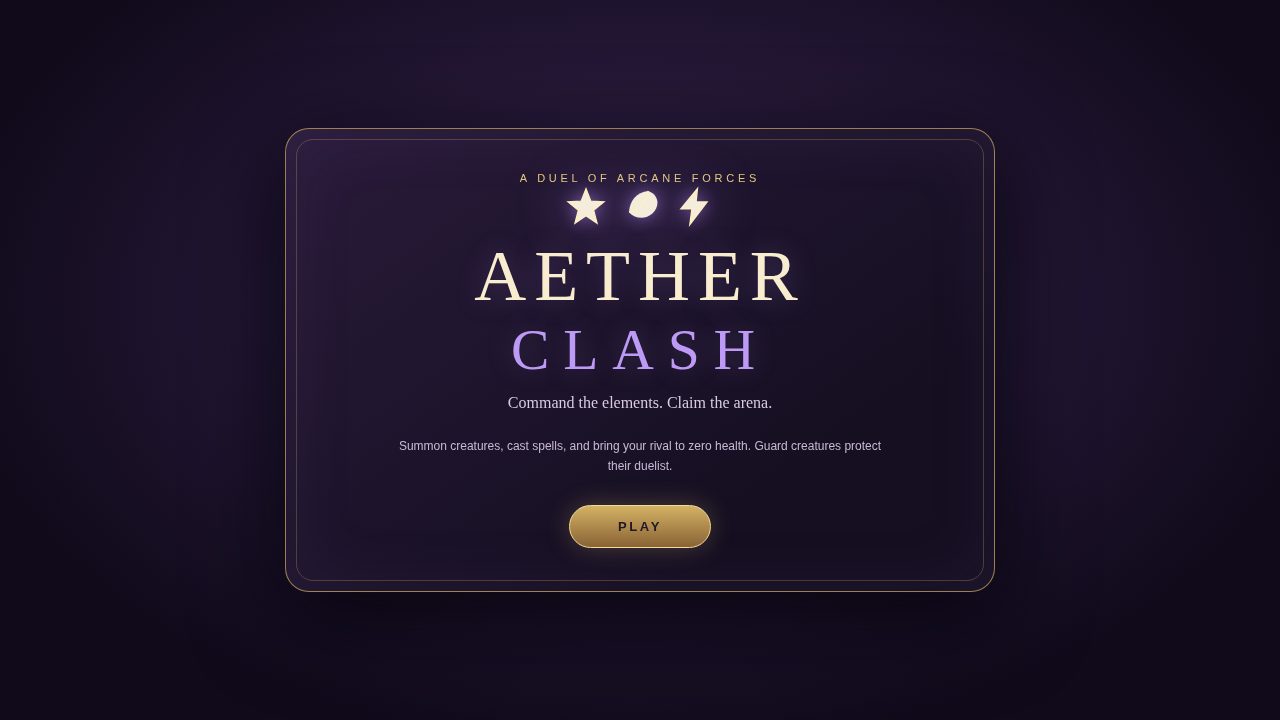 A DUEL OF ARCANE FORCES
AETHER
CLASH
Command the elements. Claim the arena.
Summon creatures, cast spells, and bring your rival to zero health. Guard creatures protect
their duelist.
PLAY